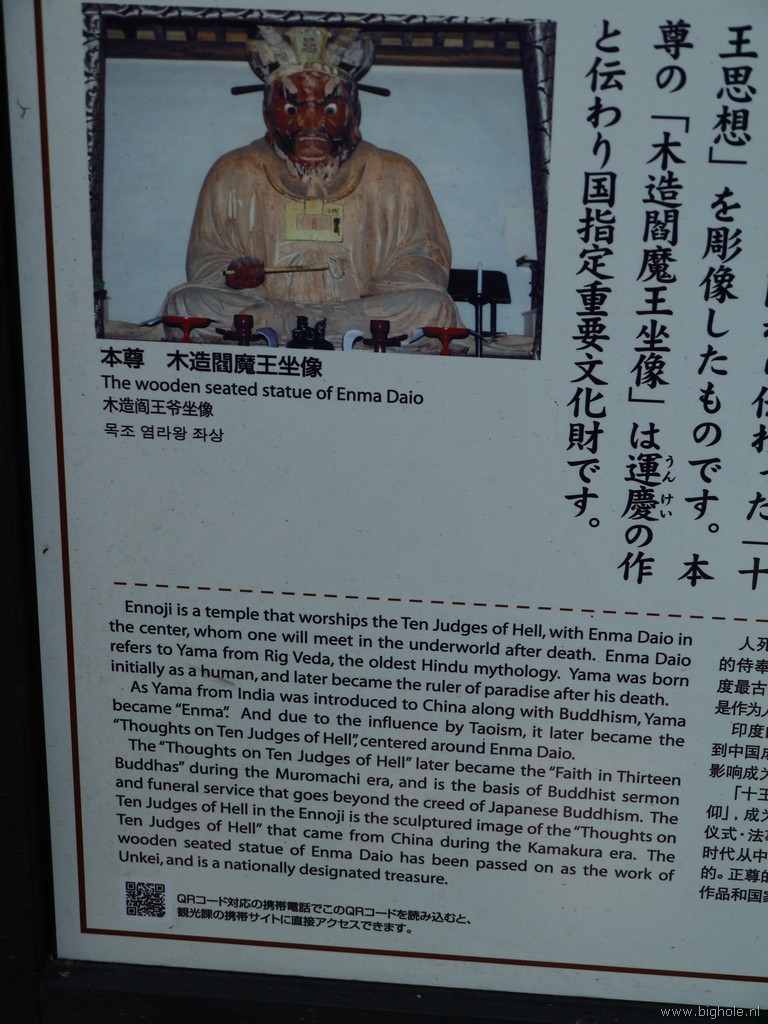 王思想」を彫像したものです。本
尊の「木造閻魔王坐像」は運慶の作
うん けい
と伝わり国指定重要文化財です。
本尊 木造閻魔王坐像
The wooden seated statue of Enma Daio
木造阎王爷坐像
목조 염라왕 좌상
Ennoji is a temple that worships the Ten Judges of Hell, with Enma Daio in
the center, whom one will meet in the underworld after death. Enma Daio
refers to Yama from Rig Veda, the oldest Hindu mythology. Yama was born
initially as a human, and later became the ruler of paradise after his death.
As Yama from India was introduced to China along with Buddhism, Yama
became “Enma”. And due to the influence by Taoism, it later became the
“Thoughts on Ten Judges of Hell”, centered around Enma Daio.
The “Thoughts on Ten Judges of Hell” later became the “Faith in Thirteen
Buddhas” during the Muromachi era, and is the basis of Buddhist sermon
and funeral service that goes beyond the creed of Japanese Buddhism. The
Ten Judges of Hell in the Ennoji is the sculptured image of the “Thoughts on
Ten Judges of Hell” that came from China during the Kamakura era. The
wooden seated statue of Enma Daio has been passed on as the work of
Unkei, and is a nationally designated treasure.
人死
的侍奉
度最古
是作为人
印度的
到中国成
影响成为
「十王
仰」，成为
仪式·法事
时代从中
的。正尊的
作品和国家
QRコード対応の携帯電話でこのQRコードを読み込むと、
観光課の携帯サイトに直接アクセスできます。
www.bighole.nl